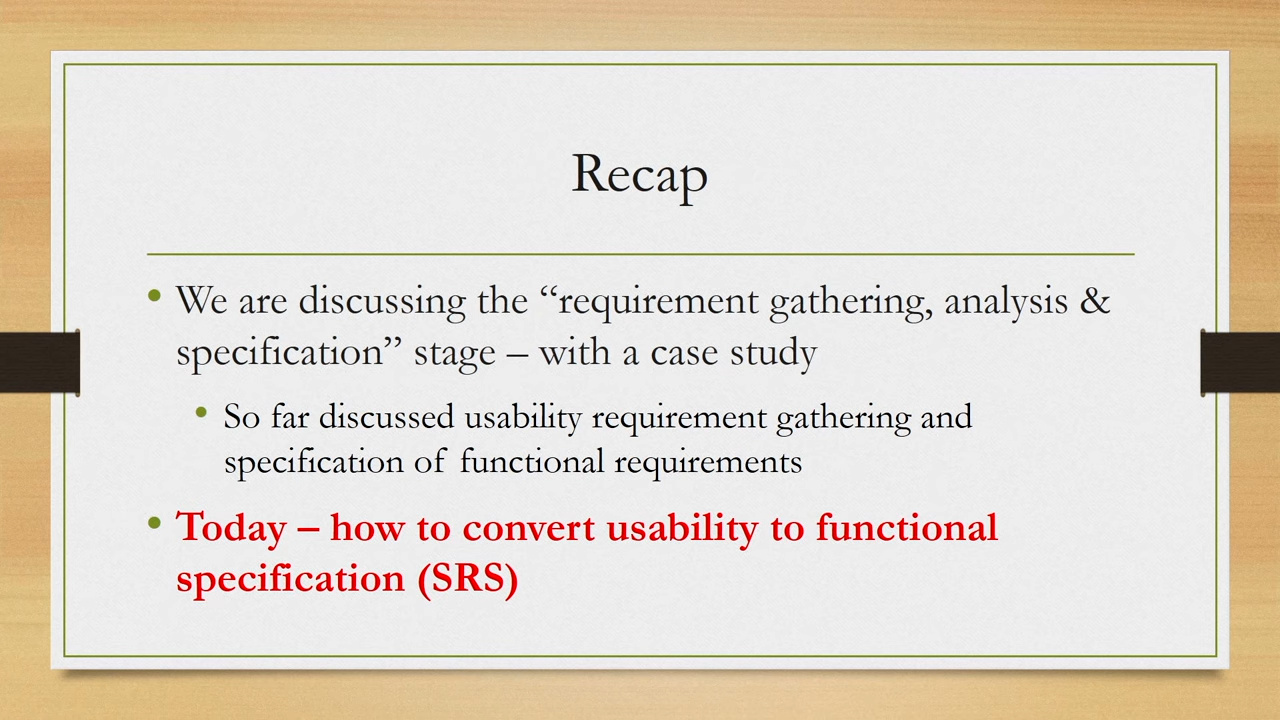 Recap
• We are discussing the “requirement gathering, analysis &
specification” stage – with a case study
• So far discussed usability requirement gathering and
specification of functional requirements
• Today – how to convert usability to functional
specification (SRS)